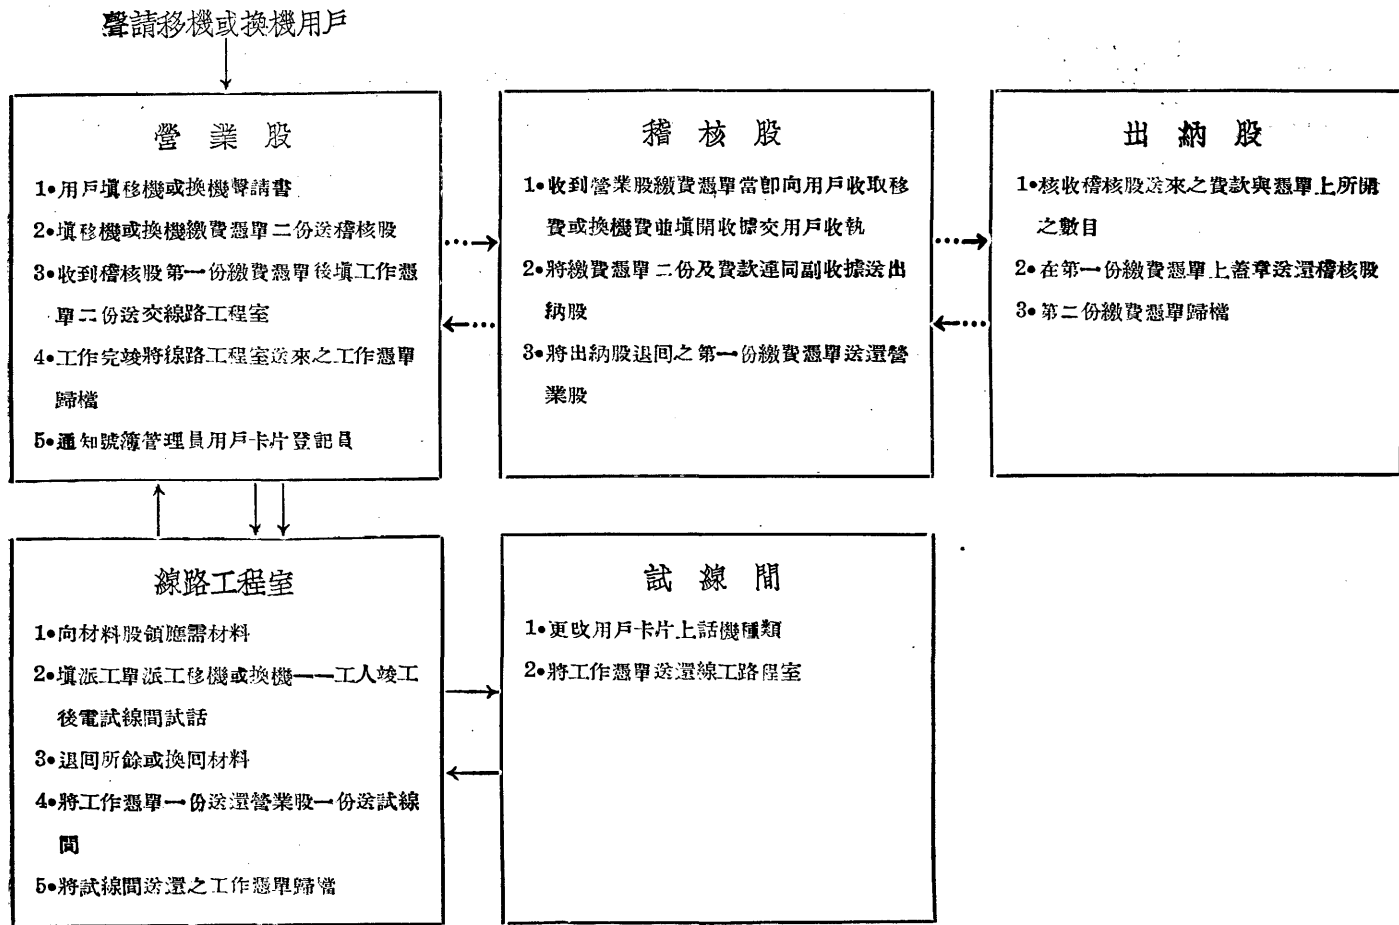 聲請移機或換機用戶
營業股
1•用戶填移機或換機聲請書
2•填移機或換機繳費憑單二份送稽核股
3•收到稽核股第一份繳費憑單後填工作憑
單二份送交線路工程室
4•工作完竣將線路工程室送來之工作憑單
歸檔
5•通知號簿管理員用戶卡片登記員
稽核股
1•收到營業股繳費憑單當卽向用戶收取移
費或換機費並填開收據交用戶收執
2•將繳費憑單二份及費款連同副收據送出
納股
3•將出納股退回之第一份繳費憑單送還營
業股
出納股
1•核收稽核股送來之費款與憑單上所開
之數目
2•在第一份繳費憑單上蓋章送還稽核股
3•第二份繳費憑單歸檔
線路工程室
1•向材料股領應需材料
2•填派工單派工移機或換機——工人竣工
後電試線間試話
3•退回所餘或換回材料
4•將工作憑單一份送還營業股一份送試線
間
5•將試線間送還之工作憑單歸檔
試線間
1•更改用戶卡片上話機種類
2•將工作憑單送還線工路程室